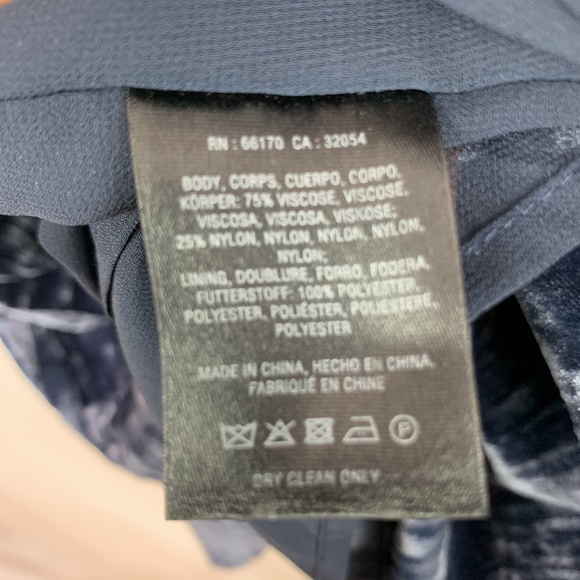 RN : 66170 CA : 32054
BODY, CORPS, CUERPO, CORPO,
KÖRPER: 75% VISCOSE, VISCOSE,
VISCOSA, VISCOSA, VISKOSE;
25% NYLON, NYLON, NYLON, NYLON,
NYLON;
LINING, DOUBLURE, FORRO, FODERA,
FUTTERSTOFF: 100% POLYESTER,
POLYESTER, POLIÉSTER, POLIESTERE,
POLYESTER
MADE IN CHINA, HECHO EN CHINA,
FABRIQUÉ EN CHINE
P
DRY CLEAN ONLY